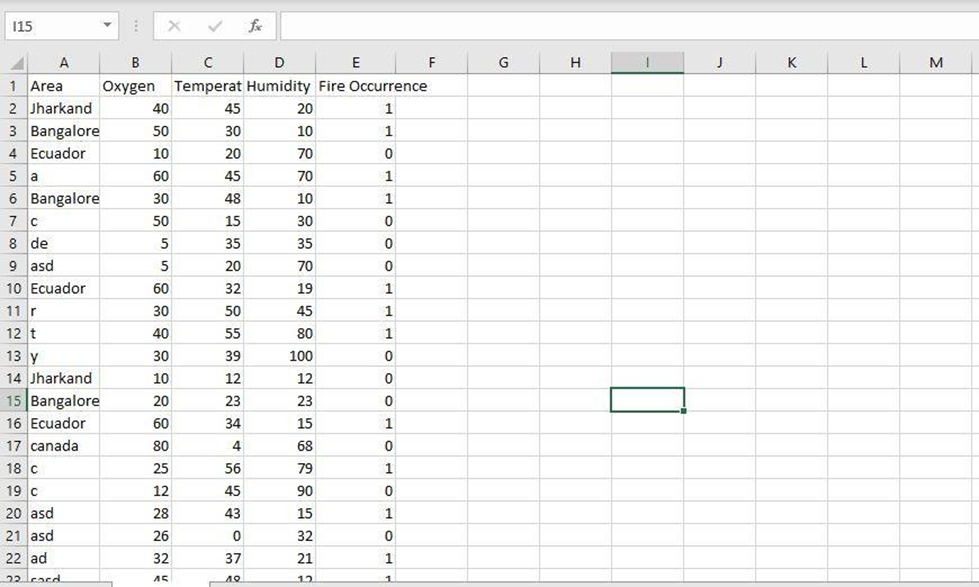 I15 fx
A B C D E F G H I J K L M
1 Area Oxygen Temperat Humidity Fire Occurrence
2 Jharkand 40 45 20 1
3 Bangalore 50 30 10 1
4 Ecuador 10 20 70 0
5 a 60 45 70 1
6 Bangalore 30 48 10 1
7 c 50 15 30 0
8 de 5 35 35 0
9 asd 5 20 70 0
10 Ecuador 60 32 19 1
11 r 30 50 45 1
12 t 40 55 80 1
13 y 30 39 100 0
14 Jharkand 10 12 12 0
15 Bangalore 20 23 23 0
16 Ecuador 60 34 15 1
17 canada 80 4 68 0
18 c 25 56 79 1
19 c 12 45 90 0
20 asd 28 43 15 1
21 asd 26 0 32 0
22 ad 32 37 21 1
23 sasd 45 48 12 1